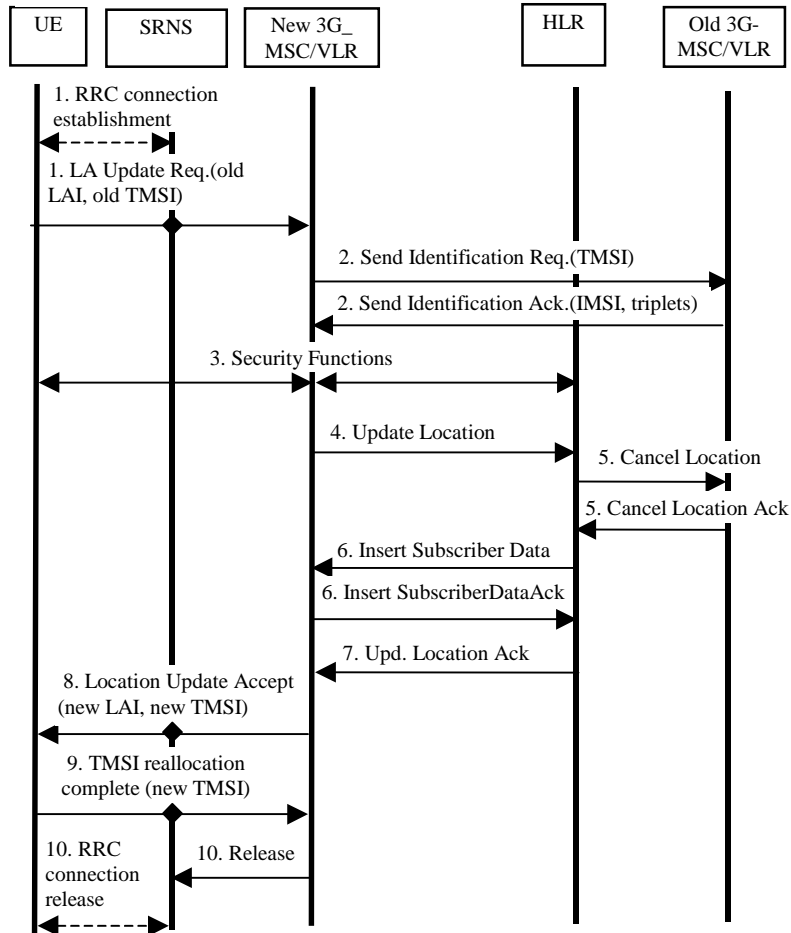 UE
SRNS
New 3G_
MSC/VLR
HLR
Old 3G-
MSC/VLR
1. RRC connection
establishment
1. LA Update Req.(old
LAI, old TMSI)
2. Send Identification Req.(TMSI)
2. Send Identification Ack.(IMSI, triplets)
3. Security Functions
4. Update Location
5. Cancel Location
5. Cancel Location Ack
6. Insert Subscriber Data
6. Insert SubscriberDataAck
7. Upd. Location Ack
8. Location Update Accept
(new LAI, new TMSI)
9. TMSI reallocation
complete (new TMSI)
10. RRC
connection
release
10. Release